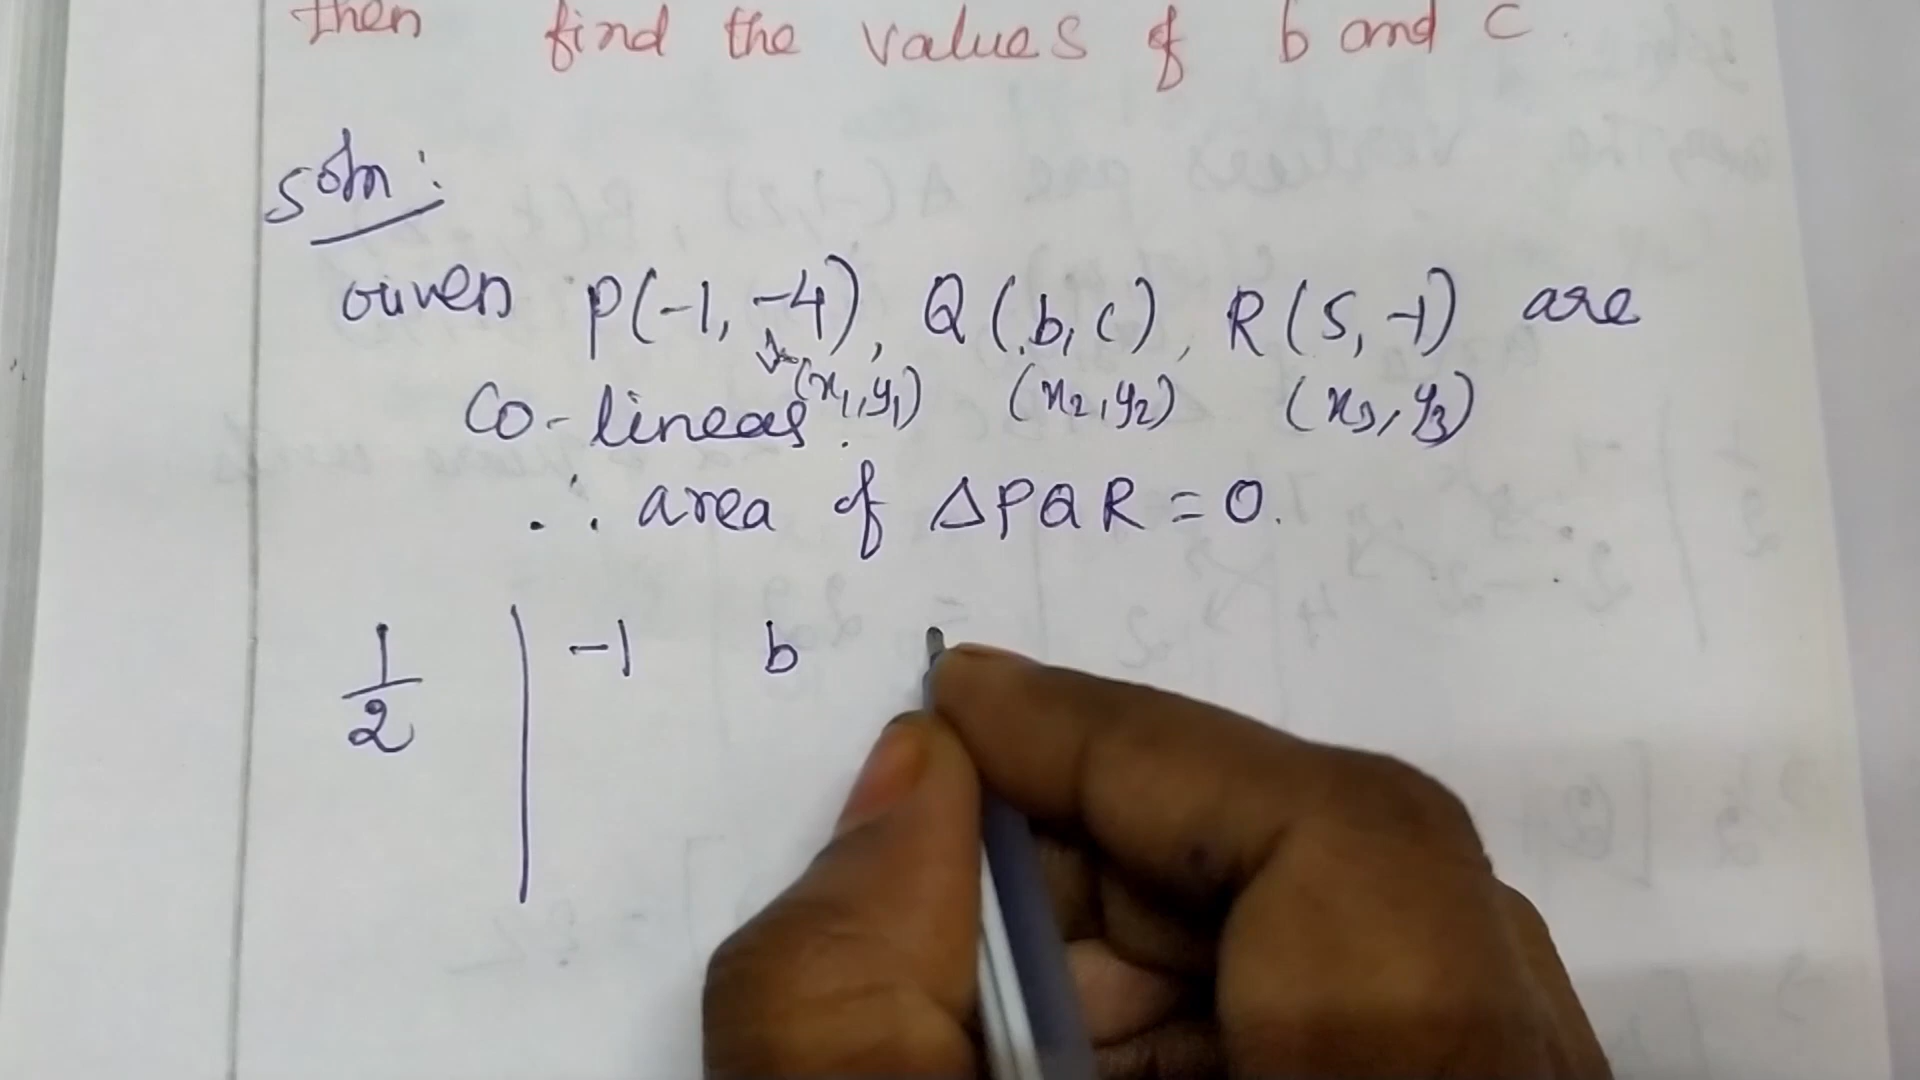 then find the values of b and c.
Soln:
Given P(-1, -4), Q(b, c), R(5, -1) are
(x1, y1) (x2, y2) (x3, y3)
Co-linear.
∴ area of △PQR = 0.
1/2 | -1 b